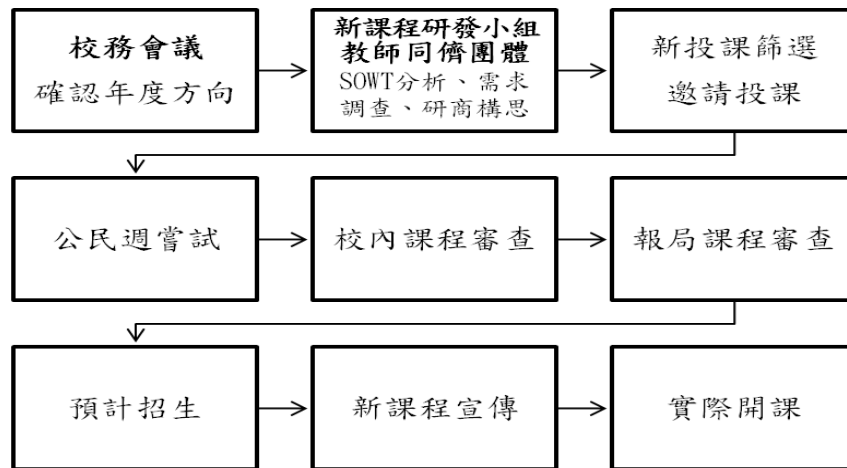 校務會議
確認年度方向
新課程研發小組
教師同儕團體
SOWT分析、需求
調查、研商構思
新投課篩選
邀請投課
公民週嘗試
校內課程審查
報局課程審查
預計招生
新課程宣傳
實際開課